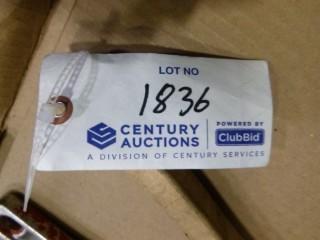 LOT NO
1836
CENTURY AUCTIONS
POWERED BY
ClubBid
A DIVISION OF CENTURY SERVICES